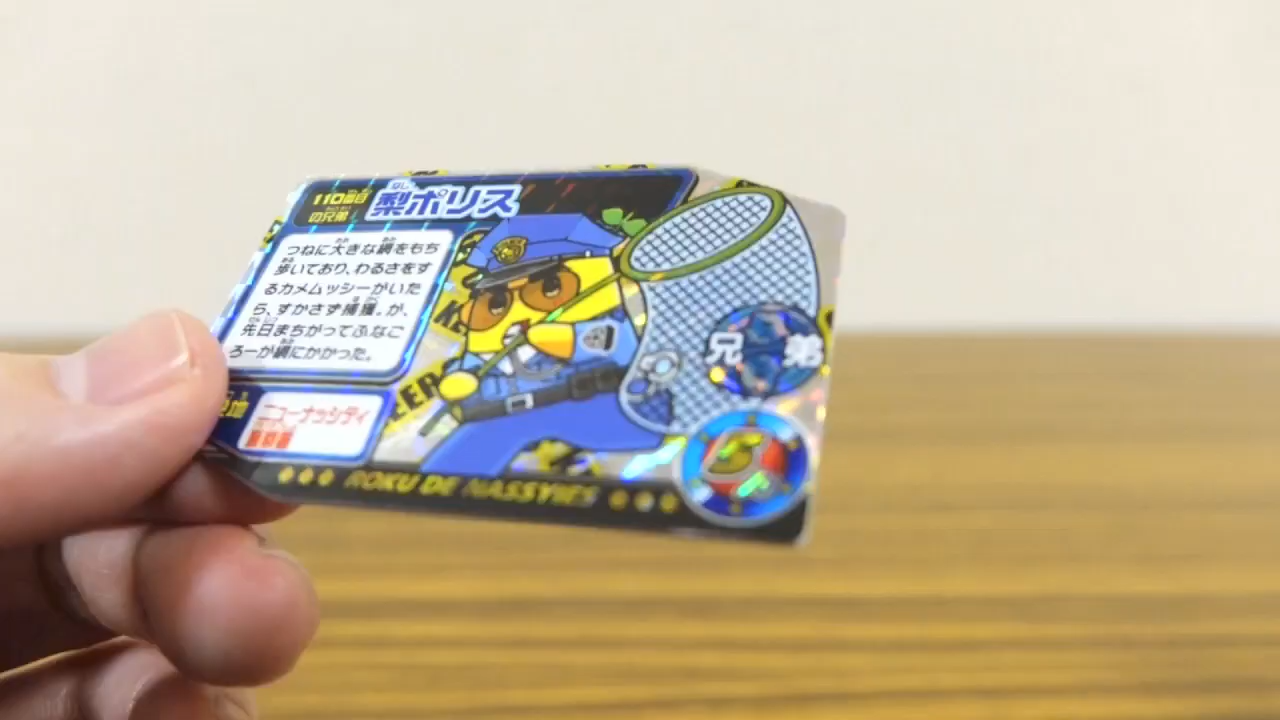 110番目
の兄弟
なし
梨ポリス
つねに大きな網をもち
歩いており、わるさをす
るカメムッシーがいた
ら、すかさず捕獲。が、
先日まちがってふなご
ろーが網にかかった。
ニューナッシティ
兄 弟
S
ROKU DE NASSYIES